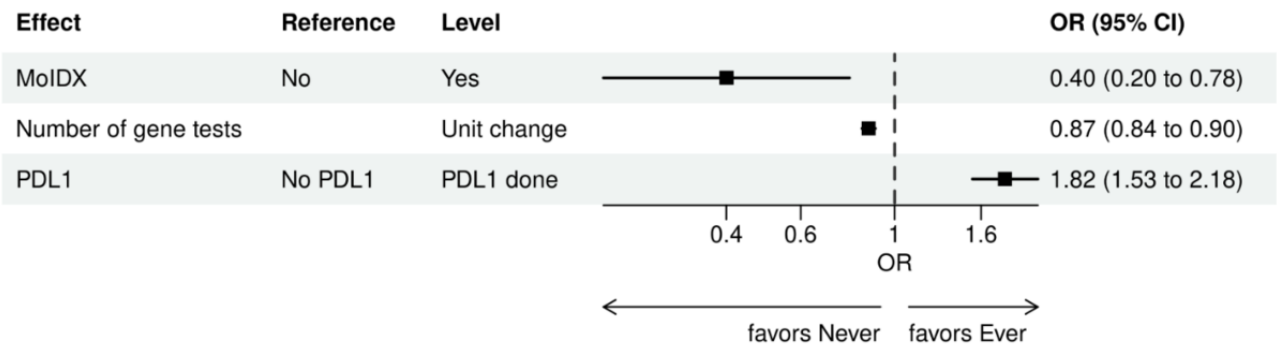 Effect Reference Level OR (95% CI)
MolDX No Yes 0.40 (0.20 to 0.78)
Number of gene tests Unit change 0.87 (0.84 to 0.90)
PDL1 No PDL1 PDL1 done 1.82 (1.53 to 2.18)
0.4 0.6 1 1.6
OR
favors Never favors Ever